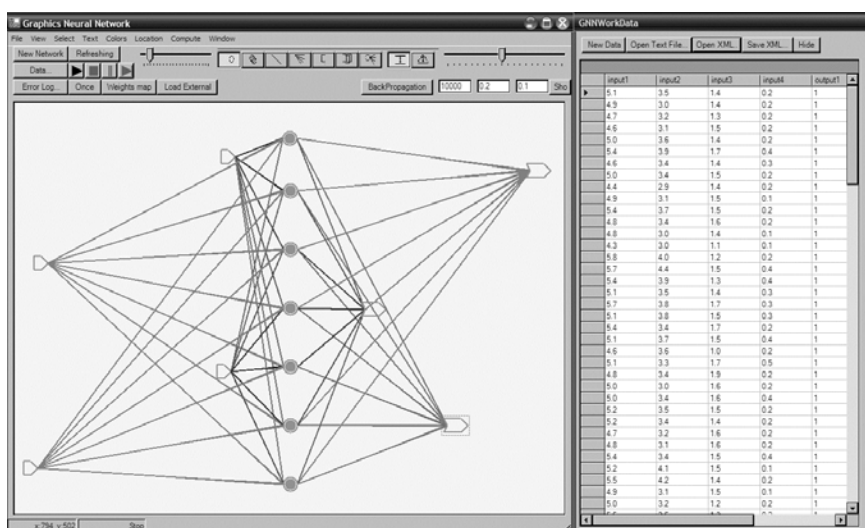 Graphics Neural Network
File View Select Text Colors Location Compute Window
New Network Refreshing
Data...
Error Log... Once Weights map Load External BackPropagation 10000 0.2 0.1 Sho
x:794 y:502 Stop
GNNWorkData
New Data Open Text File... Open XML... Save XML... Hide
input1 input2 input3 input4 output1
5.1 3.5 1.4 0.2 1
4.9 3.0 1.4 0.2 1
4.7 3.2 1.3 0.2 1
4.6 3.1 1.5 0.2 1
5.0 3.6 1.4 0.2 1
5.4 3.9 1.7 0.4 1
4.6 3.4 1.4 0.3 1
5.0 3.4 1.5 0.2 1
4.4 2.9 1.4 0.2 1
4.9 3.1 1.5 0.1 1
5.4 3.7 1.5 0.2 1
4.8 3.4 1.6 0.2 1
4.8 3.0 1.4 0.1 1
4.3 3.0 1.1 0.1 1
5.8 4.0 1.2 0.2 1
5.7 4.4 1.5 0.4 1
5.4 3.9 1.3 0.4 1
5.1 3.5 1.4 0.3 1
5.7 3.8 1.7 0.3 1
5.1 3.8 1.5 0.3 1
5.4 3.4 1.7 0.2 1
5.1 3.7 1.5 0.4 1
4.6 3.6 1.0 0.2 1
5.1 3.3 1.7 0.5 1
4.8 3.4 1.9 0.2 1
5.0 3.0 1.6 0.2 1
5.0 3.4 1.6 0.4 1
5.2 3.5 1.5 0.2 1
5.2 3.4 1.4 0.2 1
4.7 3.2 1.6 0.2 1
4.8 3.1 1.6 0.2 1
5.4 3.4 1.5 0.4 1
5.2 4.1 1.5 0.1 1
5.5 4.2 1.4 0.2 1
4.9 3.1 1.5 0.1 1
5.0 3.2 1.2 0.2 1